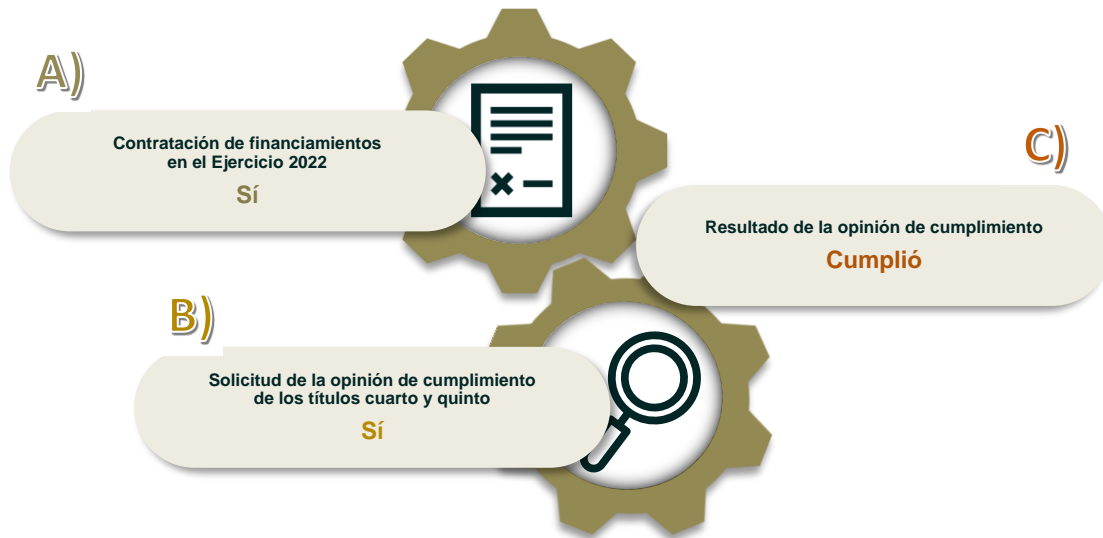 A)
Contratación de financiamientos
en el Ejercicio 2022
Sí
B)
Solicitud de la opinión de cumplimiento
de los títulos cuarto y quinto
Sí
C)
Resultado de la opinión de cumplimiento
Cumplió